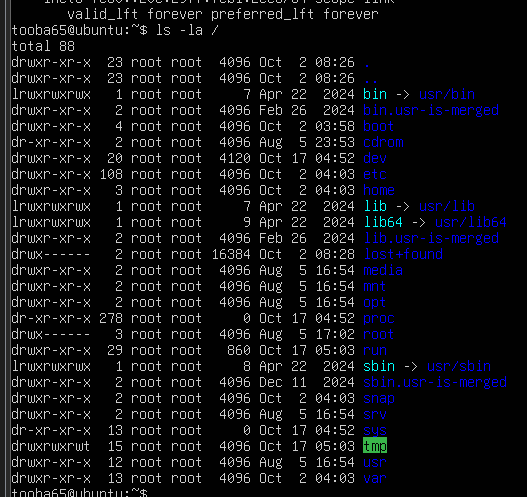 valid_lft forever preferred_lft forever
tooba65@ubuntu:~$ ls -la /
total 88
drwxr-xr-x 23 root root 4096 Oct 2 08:26 .
drwxr-xr-x 23 root root 4096 Oct 2 08:26 ..
lrwxrwxrwx 1 root root 7 Apr 22 2024 bin -> usr/bin
drwxr-xr-x 2 root root 4096 Feb 26 2024 bin.usr-is-merged
drwxr-xr-x 4 root root 4096 Oct 2 03:58 boot
dr-xr-xr-x 2 root root 4096 Aug 5 23:53 cdrom
drwxr-xr-x 20 root root 4120 Oct 17 04:52 dev
drwxr-xr-x 108 root root 4096 Oct 2 04:03 etc
drwxr-xr-x 3 root root 4096 Oct 2 04:03 home
lrwxrwxrwx 1 root root 7 Apr 22 2024 lib -> usr/lib
lrwxrwxrwx 1 root root 9 Apr 22 2024 lib64 -> usr/lib64
drwxr-xr-x 2 root root 4096 Feb 26 2024 lib.usr-is-merged
drwx------ 2 root root 16384 Oct 2 08:28 lost+found
drwxr-xr-x 2 root root 4096 Aug 5 16:54 media
drwxr-xr-x 2 root root 4096 Aug 5 16:54 mnt
drwxr-xr-x 2 root root 4096 Aug 5 16:54 opt
dr-xr-xr-x 278 root root 0 Oct 17 04:52 proc
drwx------ 3 root root 4096 Aug 5 17:02 root
drwxr-xr-x 29 root root 860 Oct 17 05:03 run
lrwxrwxrwx 1 root root 8 Apr 22 2024 sbin -> usr/sbin
drwxr-xr-x 2 root root 4096 Dec 11 2024 sbin.usr-is-merged
drwxr-xr-x 2 root root 4096 Oct 2 04:03 snap
drwxr-xr-x 2 root root 4096 Aug 5 16:54 srv
dr-xr-xr-x 13 root root 0 Oct 17 04:52 sys
drwxrwxrwt 15 root root 4096 Oct 17 05:03 tmp
drwxr-xr-x 12 root root 4096 Aug 5 16:54 usr
drwxr-xr-x 13 root root 4096 Oct 2 04:03 var
tooba65@ubuntu:~$